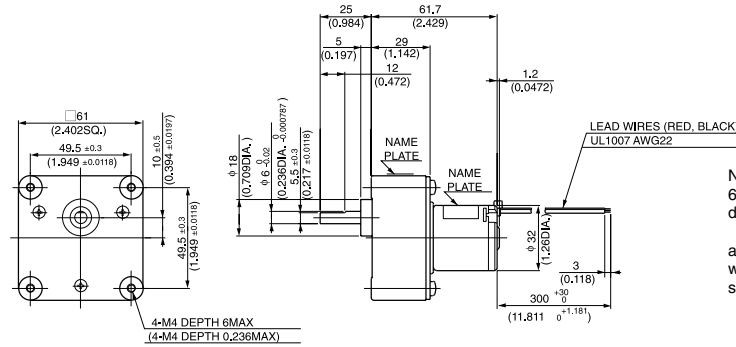 25
(0.984)
61.7
(2.429)
5
(0.197)
29
(1.142)
12
(0.472)
1.2
(0.0472)
□61
(2.402SQ.)
49.5 ±0.3
(1.949 ±0.0118)
10 ±0.5
(0.394 ±0.0197)
49.5 ±0.3
(1.949 ±0.0118)
4-M4 DEPTH 6MAX
(4-M4 DEPTH 0.236MAX)
φ18
(0.709DIA.)
φ6 0 -0.02
(0.236DIA. 0 -0.000787)
5.5 ±0.3
(0.217 ±0.0118)
NAME
PLATE
NAME
PLATE
φ32
(1.26DIA.)
LEAD WIRES (RED, BLACK)
UL1007 AWG22
3
(0.118)
300 +30 0
(11.811 0 +1.181)
N
6
d
a
w
s